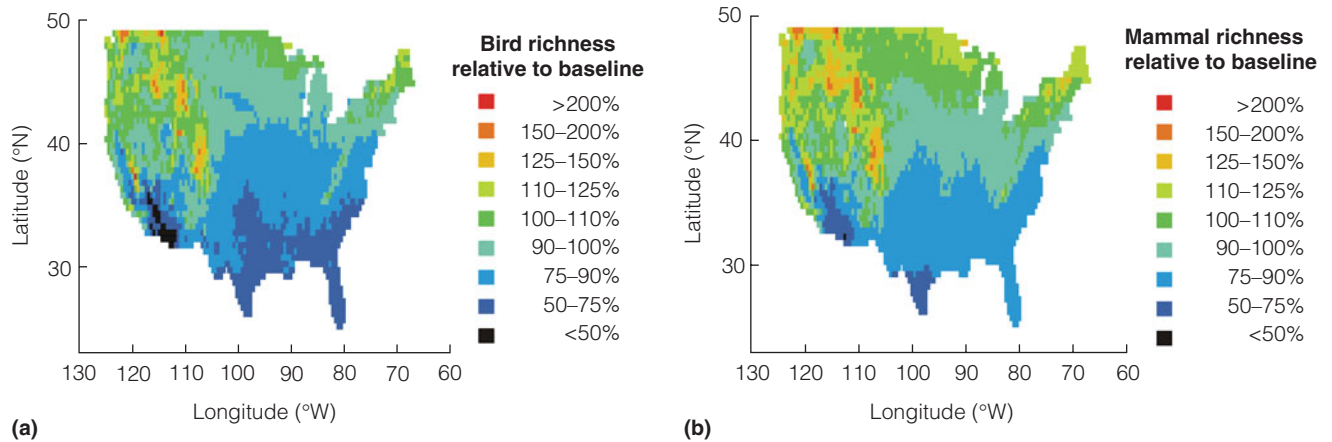 50
40
30
Latitude (°N)
130 120 110 100 90 80 70 60
Longitude (°W)
Bird richness
relative to baseline
>200%
150–200%
125–150%
110–125%
100–110%
90–100%
75–90%
50–75%
<50%
(a)
50
40
30
Latitude (°N)
130 120 110 100 90 80 70 60
Longitude (°W)
Mammal richness
relative to baseline
>200%
150–200%
125–150%
110–125%
100–110%
90–100%
75–90%
50–75%
<50%
(b)